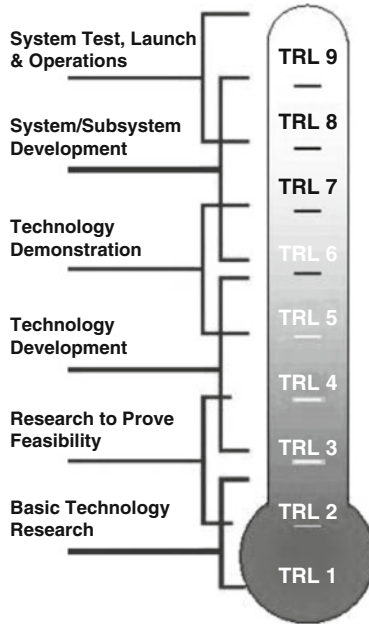 System Test, Launch
& Operations
System/Subsystem
Development
Technology
Demonstration
Technology
Development
Research to Prove
Feasibility
Basic Technology
Research
TRL 9
TRL 8
TRL 7
TRL 6
TRL 5
TRL 4
TRL 3
TRL 2
TRL 1